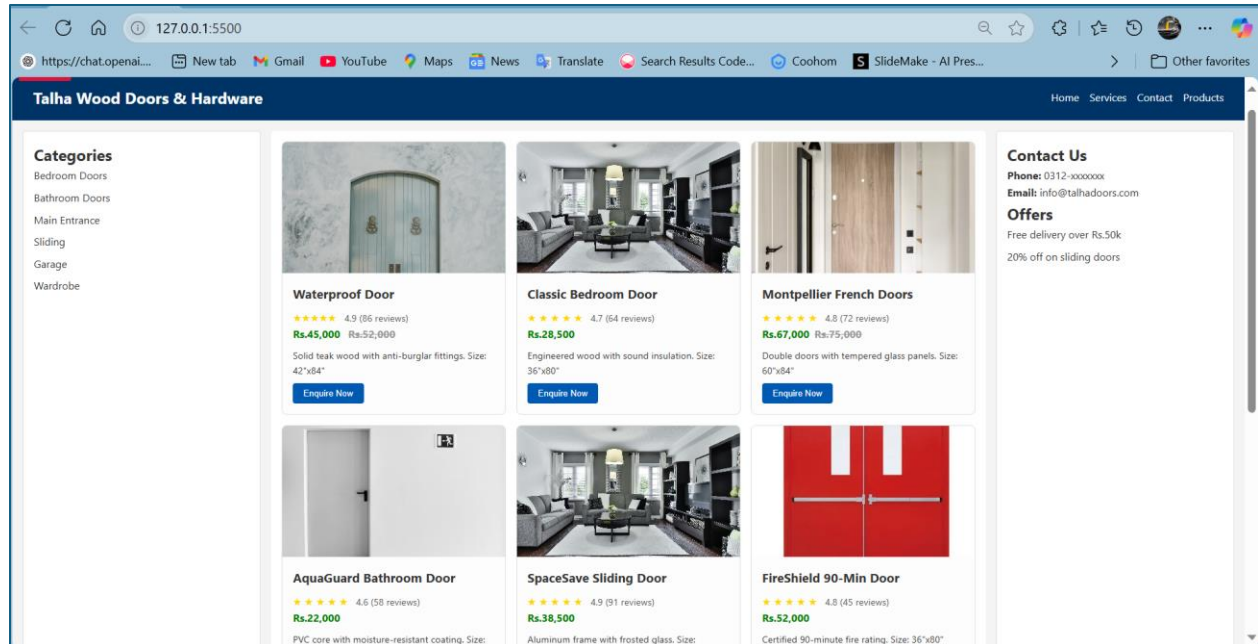 127.0.0.1:5500
https://chat.openai.... New tab Gmail YouTube Maps News Translate Search Results Code... Coohom SlideMake - AI Pres... Other favorites
Talha Wood Doors & Hardware
Home Services Contact Products
Categories
Bedroom Doors
Bathroom Doors
Main Entrance
Sliding
Garage
Wardrobe
Waterproof Door
★★★★★ 4.9 (86 reviews)
Rs.45,000 Rs.52,000
Solid teak wood with anti-burglar fittings. Size:
42"x84"
Enquire Now
Classic Bedroom Door
★ ★ ★ ★ ★ 4.7 (64 reviews)
Rs.28,500
Engineered wood with sound insulation. Size:
36"x80"
Enquire Now
Montpellier French Doors
★ ★ ★ ★ ★ 4.8 (72 reviews)
Rs.67,000 Rs.75,000
Double doors with tempered glass panels. Size:
60"x84"
Enquire Now
AquaGuard Bathroom Door
★ ★ ★ ★ ★ 4.6 (58 reviews)
Rs.22,000
PVC core with moisture-resistant coating. Size:
SpaceSave Sliding Door
★ ★ ★ ★ ★ 4.9 (91 reviews)
Rs.38,500
Aluminum frame with frosted glass. Size:
FireShield 90-Min Door
★ ★ ★ ★ ★ 4.8 (45 reviews)
Rs.52,000
Certified 90-minute fire rating. Size: 36"x80"
Contact Us
Phone: 0312-xxxxxxx
Email: info@talhadoors.com
Offers
Free delivery over Rs.50k
20% off on sliding doors